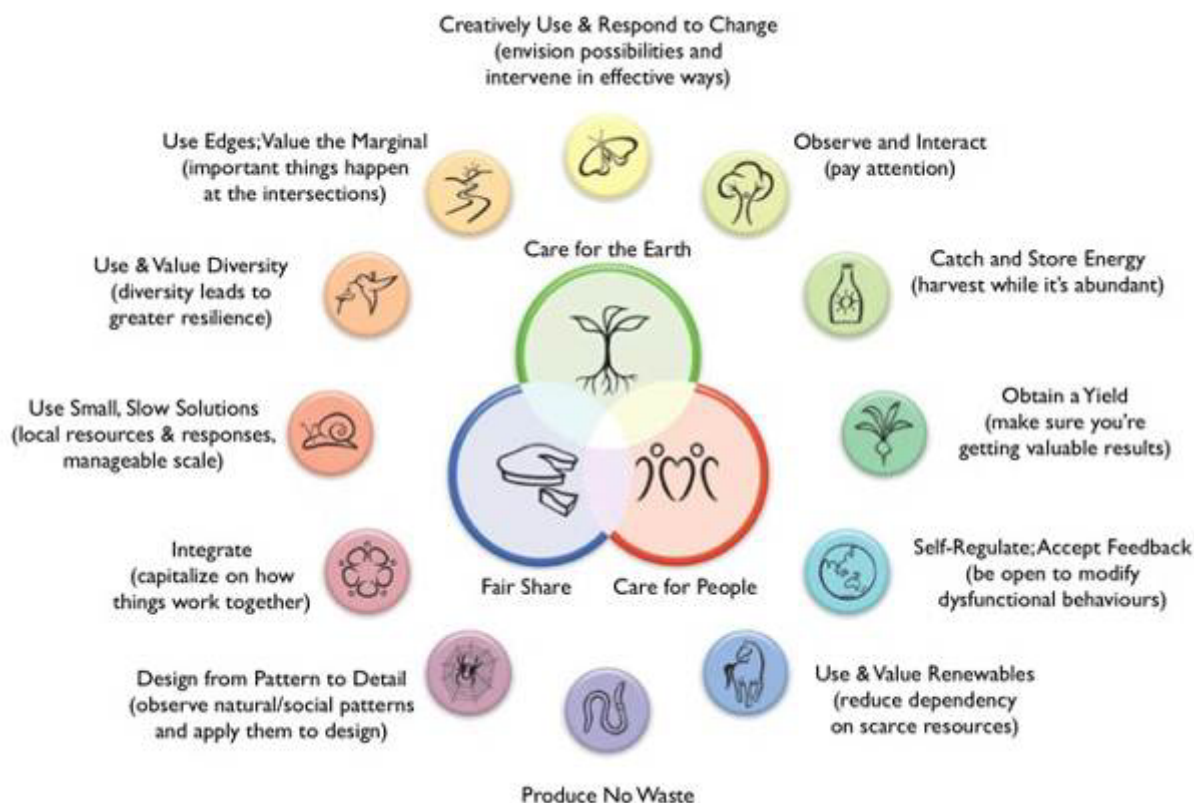 Creatively Use & Respond to Change
(envision possibilities and
intervene in effective ways)
Observe and Interact
(pay attention)
Catch and Store Energy
(harvest while it's abundant)
Obtain a Yield
(make sure you're
getting valuable results)
Self-Regulate; Accept Feedback
(be open to modify
dysfunctional behaviours)
Use & Value Renewables
(reduce dependency
on scarce resources)
Produce No Waste
Design from Pattern to Detail
(observe natural/social patterns
and apply them to design)
Integrate
(capitalize on how
things work together)
Use Small, Slow Solutions
(local resources & responses,
manageable scale)
Use & Value Diversity
(diversity leads to
greater resilience)
Use Edges; Value the Marginal
(important things happen
at the intersections)
Care for the Earth
Fair Share
Care for People